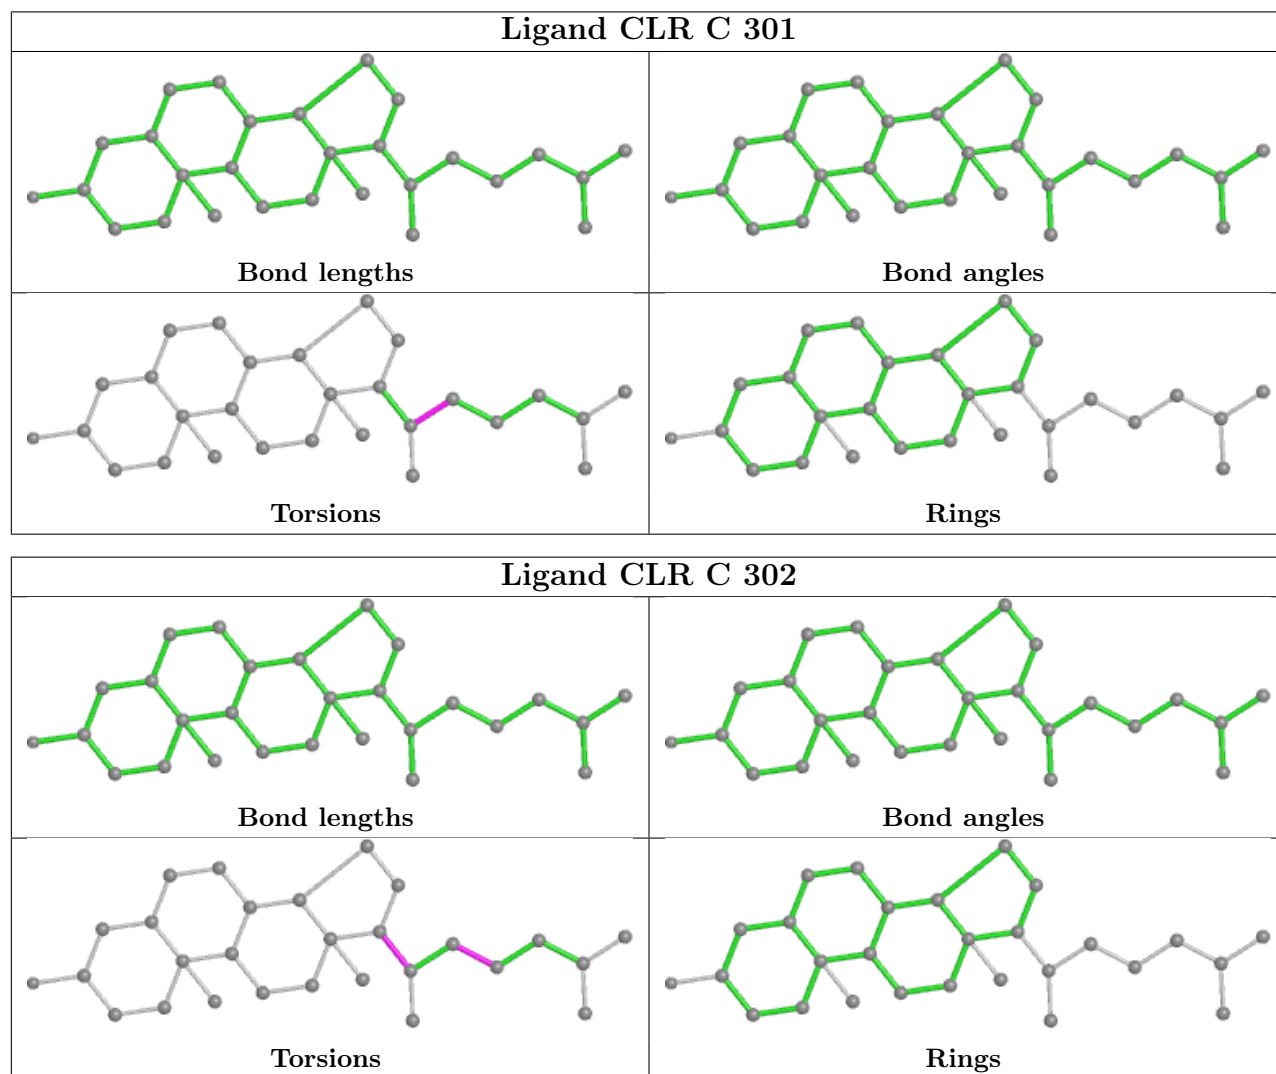 Ligand CLR C 301
Bond lengths
Bond angles
Torsions
Rings
Ligand CLR C 302
Bond lengths
Bond angles
Torsions
Rings